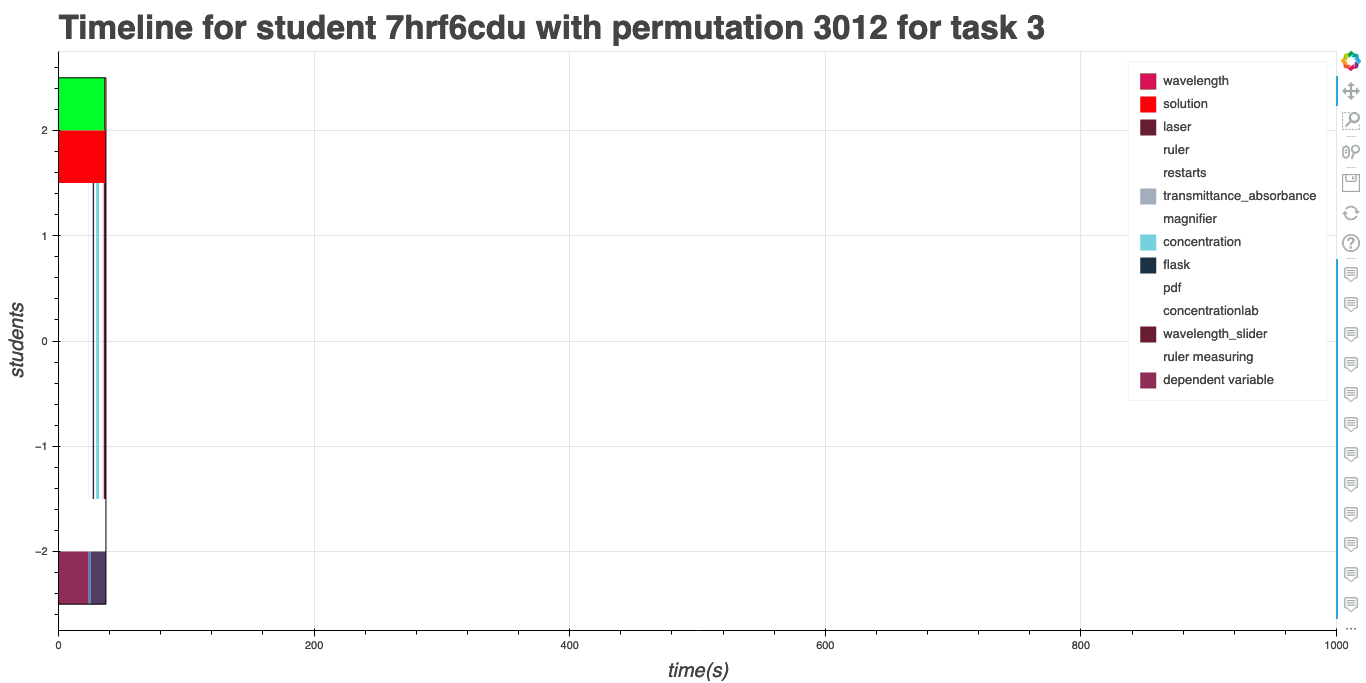 Timeline for student 7hrf6cdu with permutation 3012 for task 3
wavelength
solution
laser
ruler
restarts
transmittance_absorbance
magnifier
concentration
flask
pdf
concentrationlab
wavelength_slider
ruler measuring
dependent variable
students
2
1
0
−1
−2
0 200 400 600 800 1000
time(s)